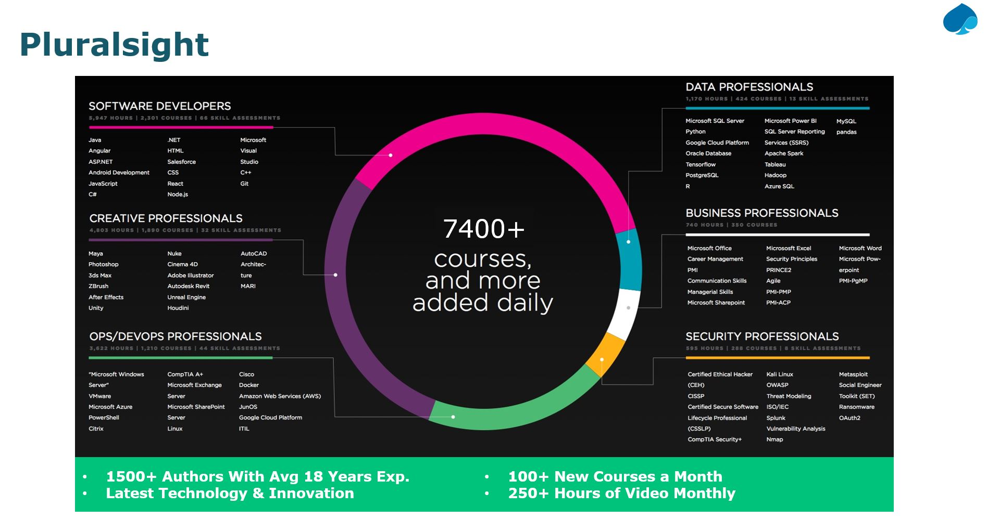 Pluralsight
SOFTWARE DEVELOPERS
5,947 HOURS | 2,301 COURSES | 66 SKILL ASSESSMENTS
Java
Angular
ASP.NET
Android Development
JavaScript
C#
.NET
HTML
Salesforce
CSS
React
Node.js
Microsoft
Visual
Studio
C++
Git
CREATIVE PROFESSIONALS
4,803 HOURS | 1,890 COURSES | 32 SKILL ASSESSMENTS
Maya
Photoshop
3ds Max
ZBrush
After Effects
Unity
Nuke
Cinema 4D
Adobe Illustrator
Autodesk Revit
Unreal Engine
Houdini
AutoCAD
Architec-
ture
MARI
OPS/DEVOPS PROFESSIONALS
3,622 HOURS | 1,210 COURSES | 44 SKILL ASSESSMENTS
"Microsoft Windows
Server"
VMware
Microsoft Azure
PowerShell
Citrix
CompTIA A+
Microsoft Exchange
Server
Microsoft SharePoint
Server
Linux
Cisco
Docker
Amazon Web Services (AWS)
JunOS
Google Cloud Platform
ITIL
7400+
courses,
and more
added daily
DATA PROFESSIONALS
1,170 HOURS | 424 COURSES | 13 SKILL ASSESSMENTS
Microsoft SQL Server
Python
Google Cloud Platform
Oracle Database
Tensorflow
PostgreSQL
R
Microsoft Power BI
SQL Server Reporting
Services (SSRS)
Apache Spark
Tableau
Hadoop
Azure SQL
MySQL
pandas
BUSINESS PROFESSIONALS
740 HOURS | 350 COURSES
Microsoft Office
Career Management
PMI
Communication Skills
Managerial Skills
Microsoft Sharepoint
Micrososft Excel
Security Principles
PRINCE2
Agile
PMI-PMP
PMI-ACP
Microsoft Word
Microsoft Pow-
erpoint
PMI-PgMP
SECURITY PROFESSIONALS
595 HOURS | 288 COURSES | 8 SKILL ASSESSMENTS
Certified Ethical Hacker
(CEH)
CISSP
Certified Secure Software
Lifecycle Professional
(CSSLP)
CompTIA Security+
Kali Linux
OWASP
Threat Modeling
ISO/IEC
Splunk
Vulnerability Analysis
Nmap
Metasploit
Social Engineer
Toolkit (SET)
Ransomware
OAuth2
• 1500+ Authors With Avg 18 Years Exp.
• Latest Technology & Innovation
• 100+ New Courses a Month
• 250+ Hours of Video Monthly